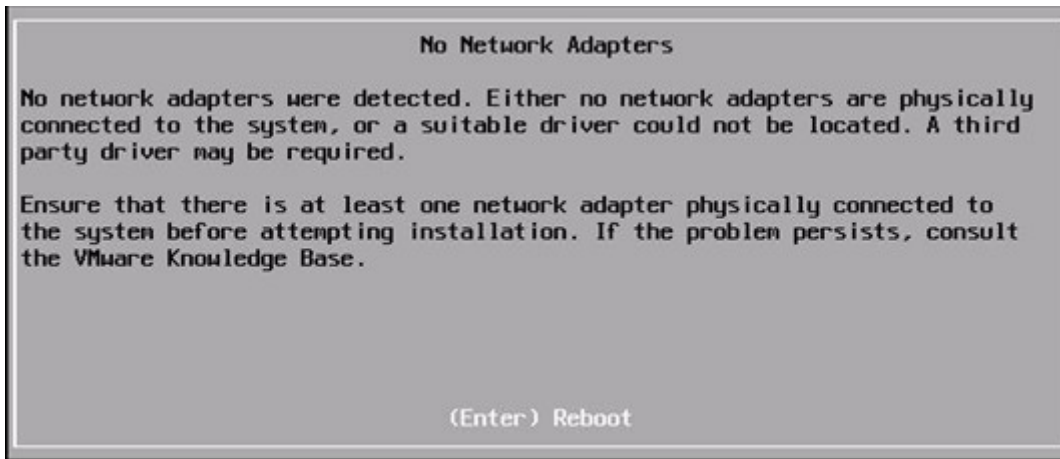 No Network Adapters
No network adapters were detected. Either no network adapters are physically
connected to the system, or a suitable driver could not be located. A third
party driver may be required.
Ensure that there is at least one network adapter physically connected to
the system before attempting installation. If the problem persists, consult
the VMware Knowledge Base.
(Enter) Reboot